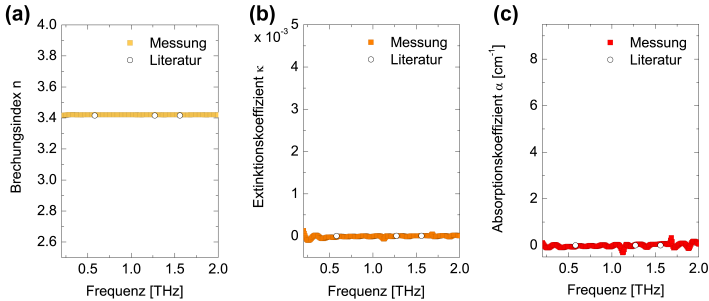 (a)
4.0
3.8
3.6
3.4
3.2
3.0
2.8
2.6
Brechungsindex n
Messung
Literatur
0.5
1.0
1.5
2.0
Frequenz [THz]
(b)
x 10⁻³
5
4
3
2
1
0
Extinktionskoeffizient κ
Messung
Literatur
0.5
1.0
1.5
2.0
Frequenz [THz]
(c)
8
6
4
2
0
Absorptionskoeffizient α [cm⁻¹]
Messung
Literatur
0.5
1.0
1.5
2.0
Frequenz [THz]